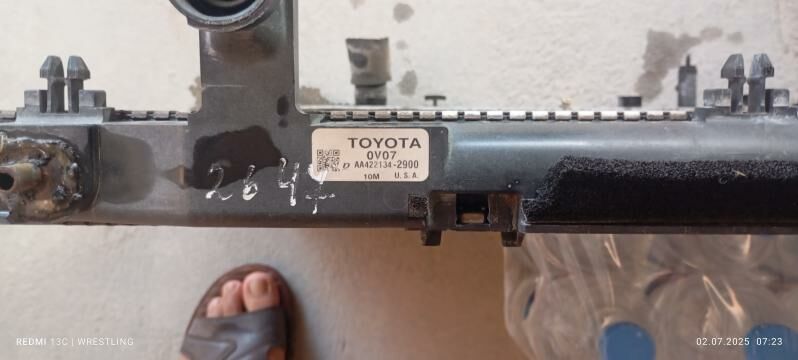 TOYOTA
0V07
D AA422134-2900
10M U.S.A.
2647
REDMI 13C | WRESTLING
02.07.2025 07:23